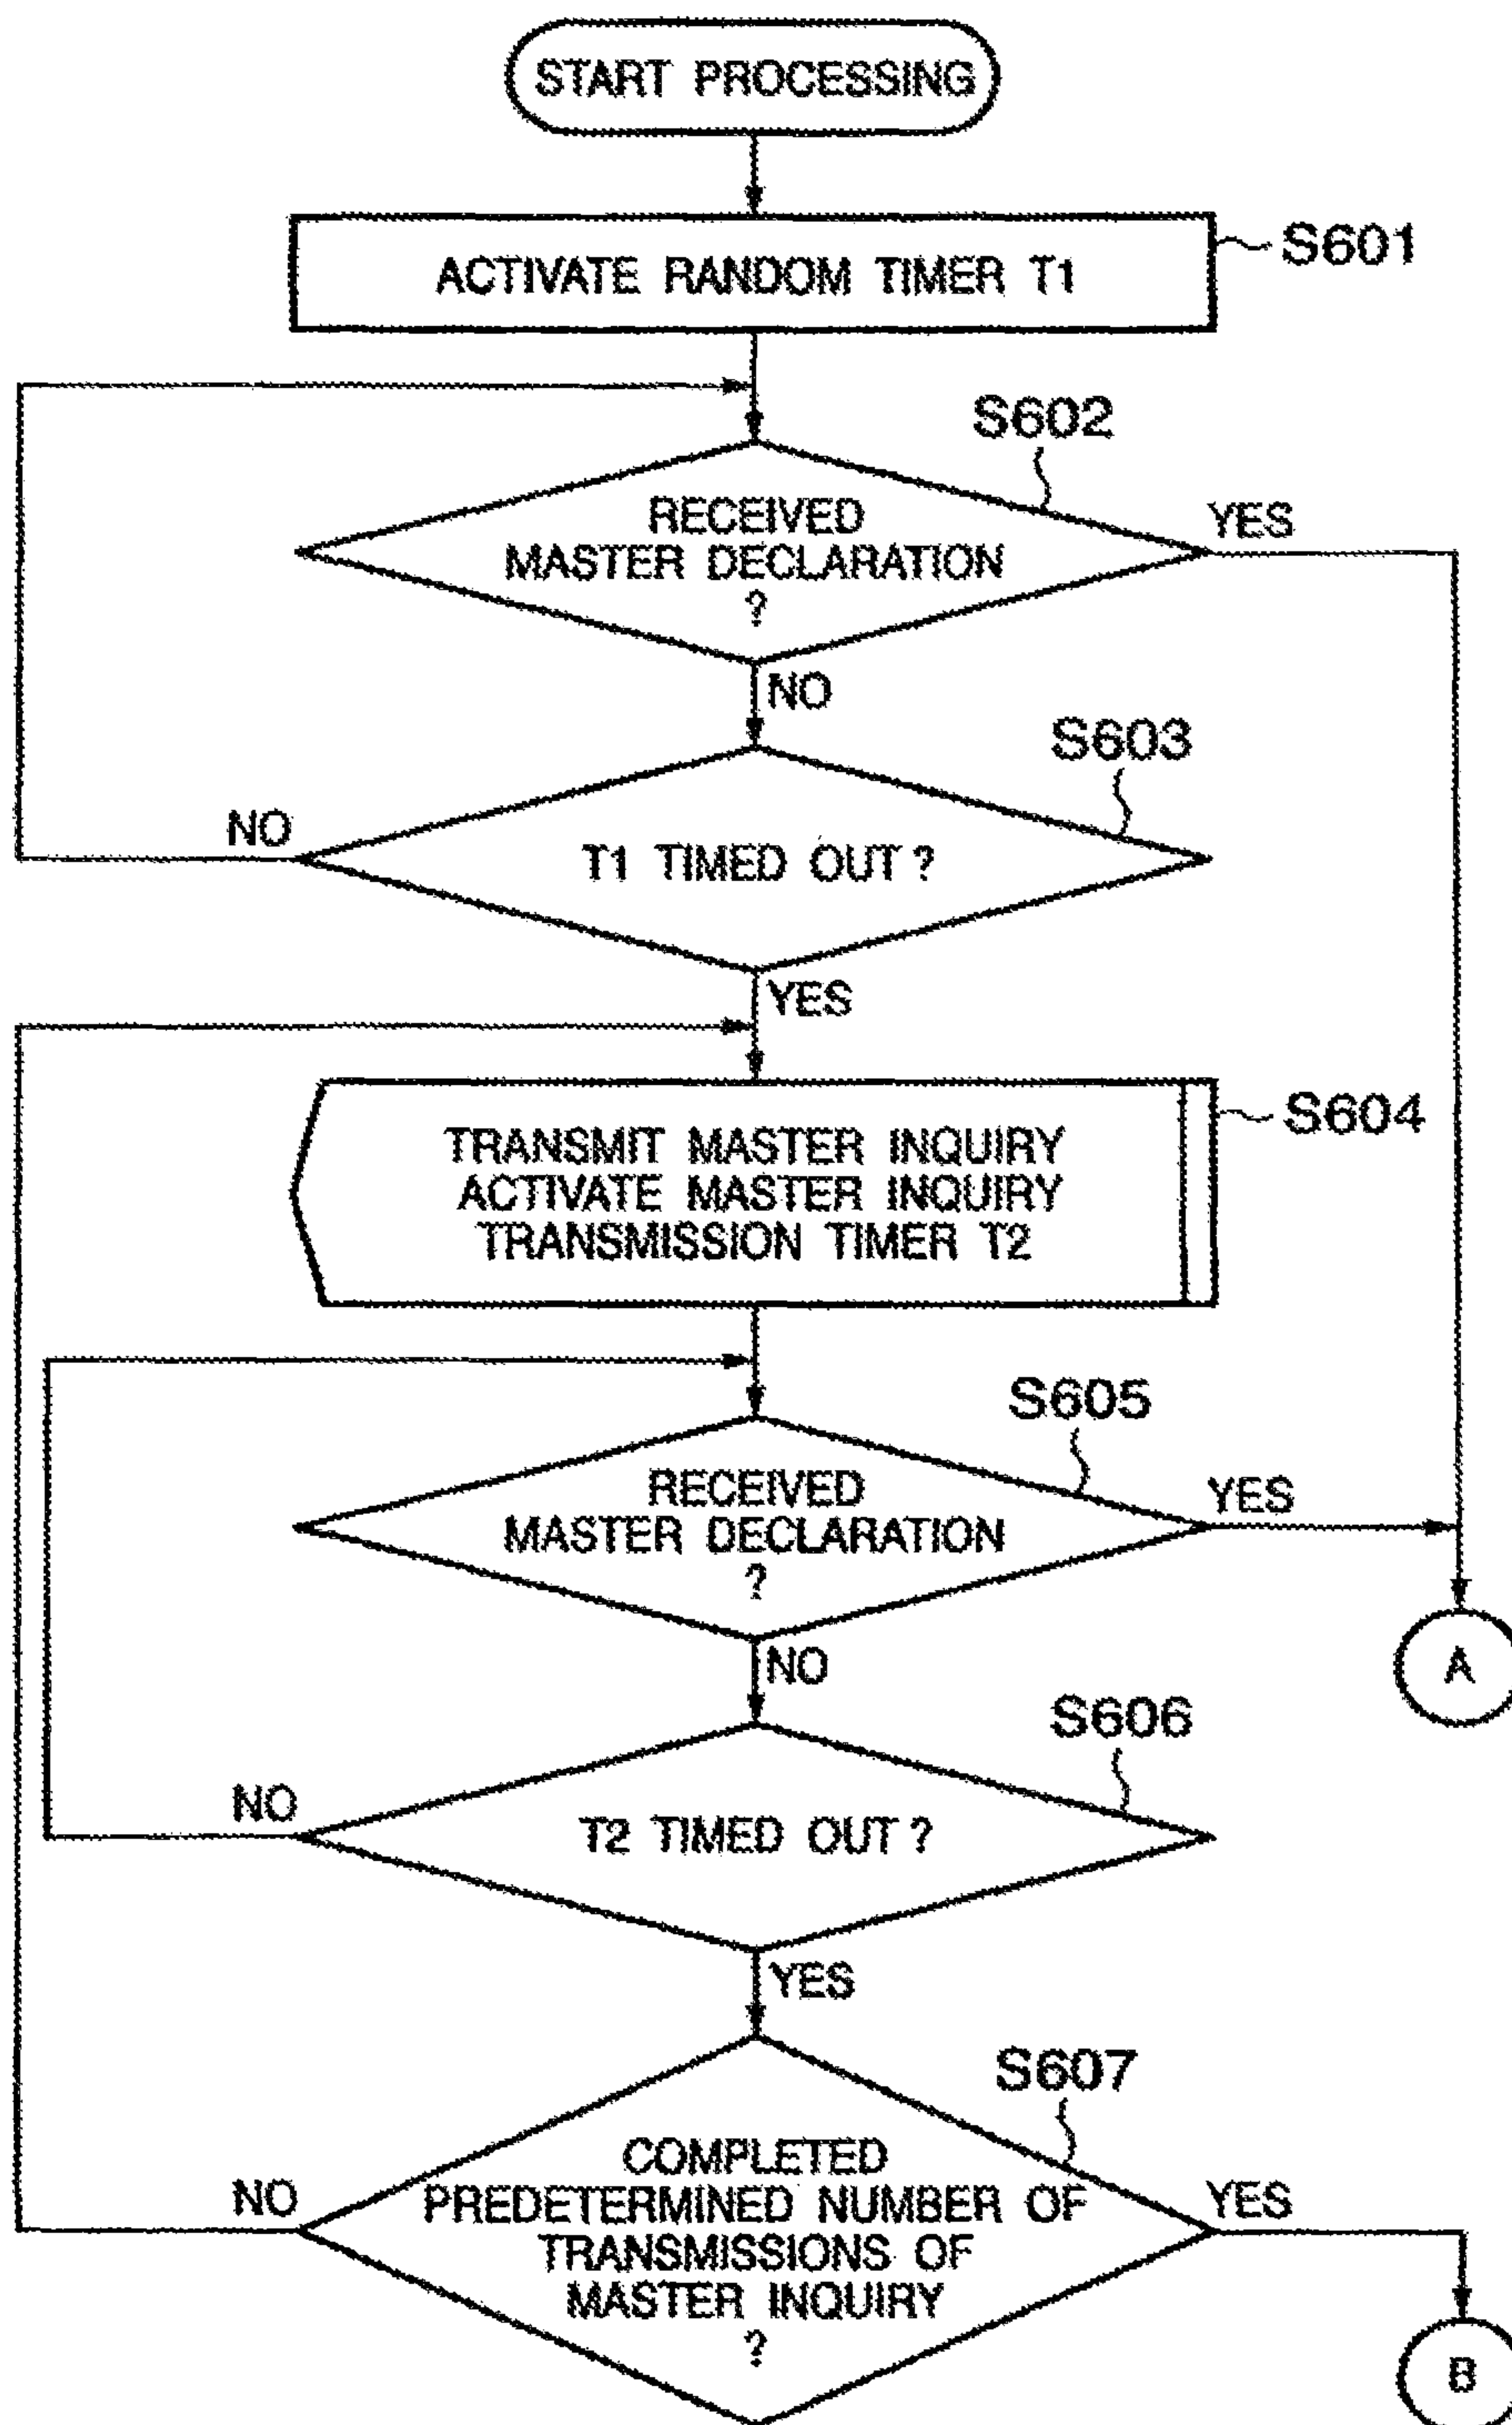 START PROCESSING
ACTIVATE RANDOM TIMER T1
S601
S602
RECEIVED
MASTER DECLARATION
?
YES
NO
S603
T1 TIMED OUT ?
NO
YES
TRANSMIT MASTER INQUIRY
ACTIVATE MASTER INQUIRY
TRANSMISSION TIMER T2
S604
S605
RECEIVED
MASTER DECLARATION
?
YES
A
NO
S606
T2 TIMED OUT ?
NO
YES
S607
COMPLETED
PREDETERMINED NUMBER OF
TRANSMISSIONS OF
MASTER INQUIRY
?
NO
YES
B